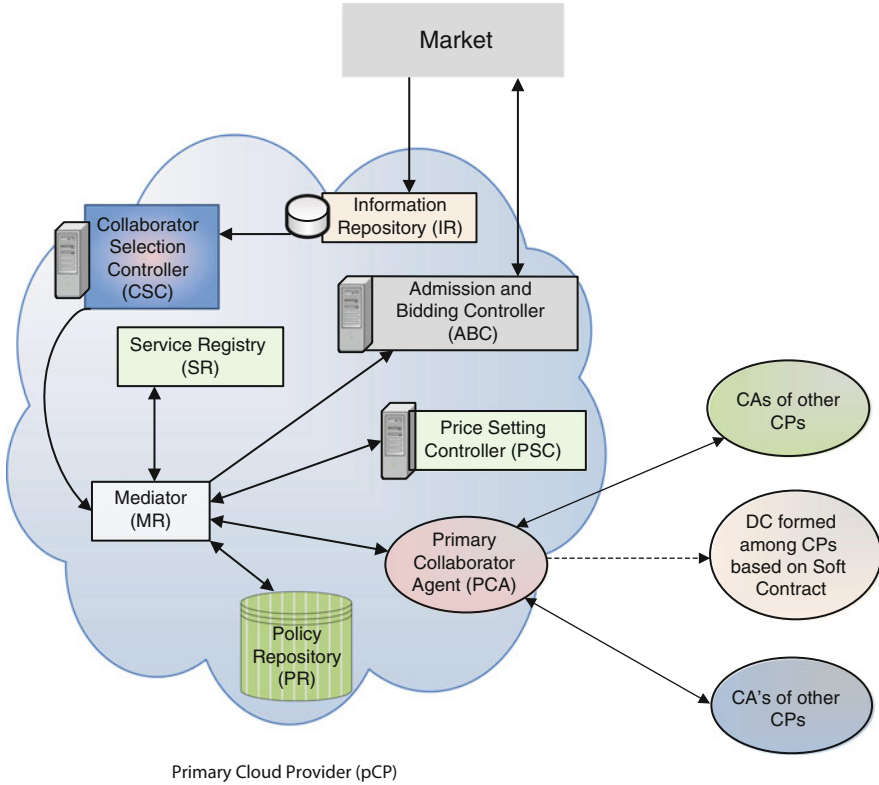 Market
Information
Repository (IR)
Collaborator
Selection
Controller
(CSC)
Admission and
Bidding Controller
(ABC)
Service Registry
(SR)
CAs of other
CPs
Price Setting
Controller (PSC)
Mediator
(MR)
DC formed
among CPs
based on Soft
Contract
Primary
Collaborator
Agent (PCA)
Policy
Repository
(PR)
CA's of other
CPs
Primary Cloud Provider (pCP)